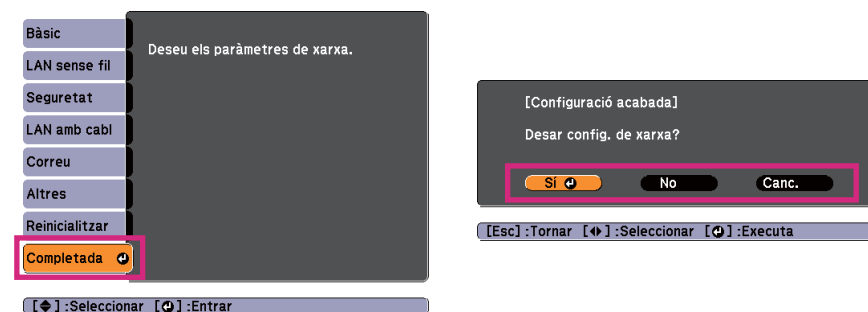 Bàsic
LAN sense fil
Seguretat
LAN amb cabl
Correu
Altres
Reinicialitzar
Completada
Deseu els paràmetres de xarxa.
[ ] :Seleccionar [ ] :Entrar
[Configuració acabada]
Desar config. de xarxa?
Sí No Canc.
[Esc] :Tornar [ ] :Seleccionar [ ] :Executa